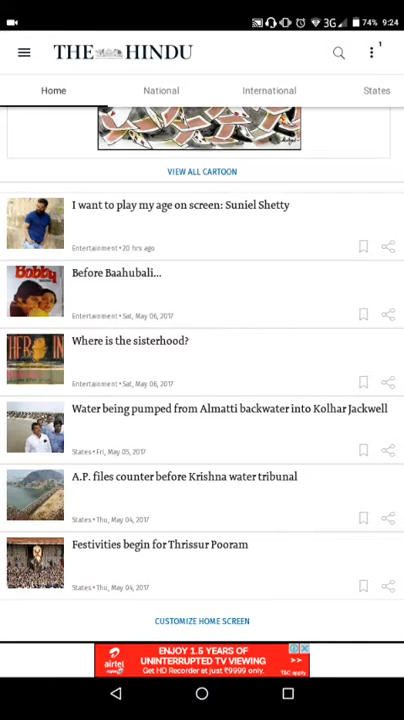 3G 74% 9:24
THE HINDU
1
Home National International States
VIEW ALL CARTOON
I want to play my age on screen: Suniel Shetty
Entertainment • 20 hrs ago
Bobby
Before Baahubali...
Entertainment • Sat, May 06, 2017
Where is the sisterhood?
Entertainment • Sat, May 06, 2017
Water being pumped from Almatti backwater into Kolhar Jackwell
States • Fri, May 05, 2017
A.P. files counter before Krishna water tribunal
States • Thu, May 04, 2017
Festivities begin for Thrissur Pooram
States • Thu, May 04, 2017
CUSTOMIZE HOME SCREEN
airtel
ENJOY 1.5 YEARS OF
UNINTERRUPTED TV VIEWING
Get HD Recorder at just ₹9999 only.
>>
T&C apply